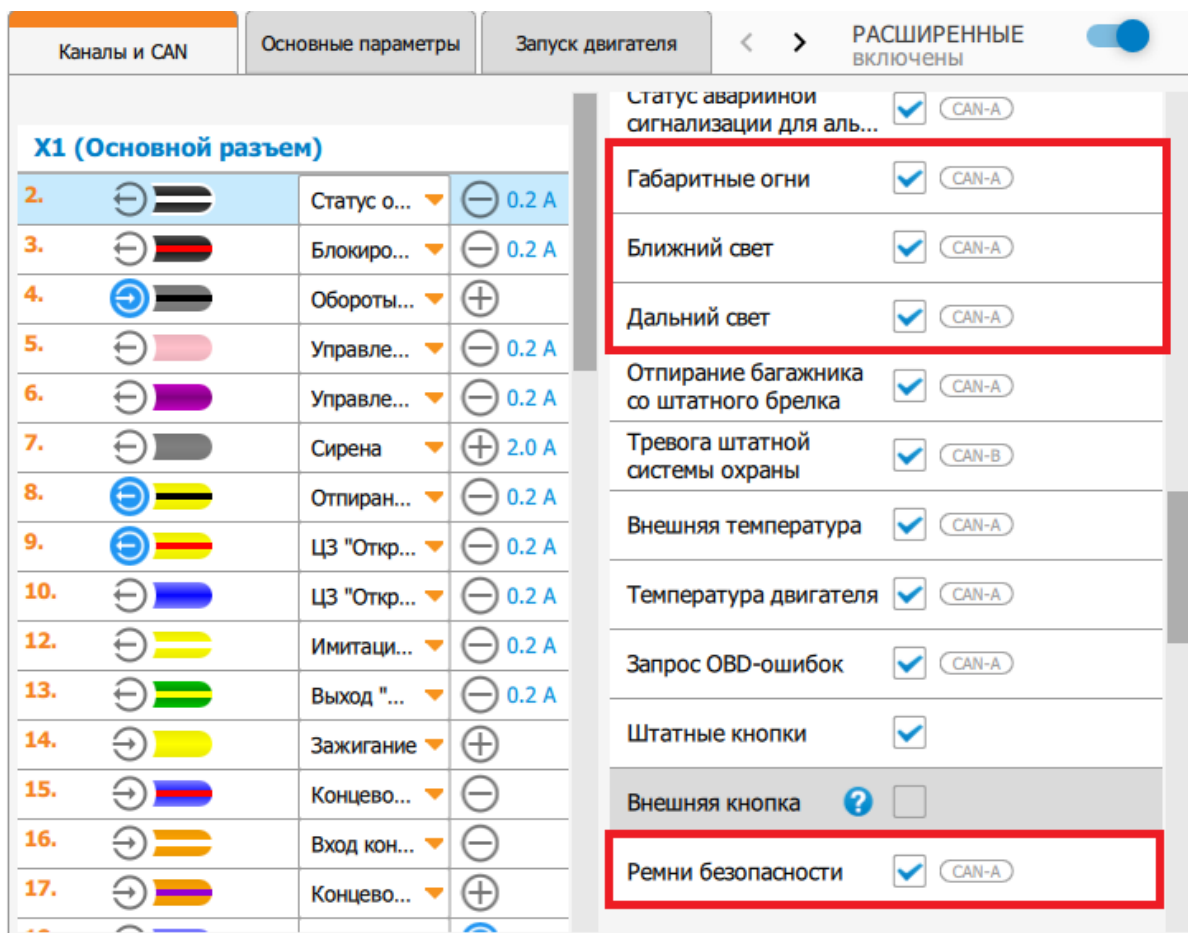 Каналы и CAN
Основные параметры
Запуск двигателя
РАСШИРЕННЫЕ
включены
X1 (Основной разъем)
2. Статус о... 0.2 A
3. Блокиро... 0.2 A
4. Обороты...
5. Управле... 0.2 A
6. Управле... 0.2 A
7. Сирена 2.0 A
8. Отпиран... 0.2 A
9. ЦЗ "Откр... 0.2 A
10. ЦЗ "Откр... 0.2 A
12. Имитаци... 0.2 A
13. Выход "... 0.2 A
14. Зажигание
15. Концево...
16. Вход кон...
17. Концево...
Статус аварийной
сигнализации для аль... CAN-A
Габаритные огни CAN-A
Ближний свет CAN-A
Дальний свет CAN-A
Отпирание багажника
со штатного брелка CAN-A
Тревога штатной
системы охраны CAN-B
Внешняя температура CAN-A
Температура двигателя CAN-A
Запрос OBD-ошибок CAN-A
Штатные кнопки
Внешняя кнопка ?
Ремни безопасности CAN-A